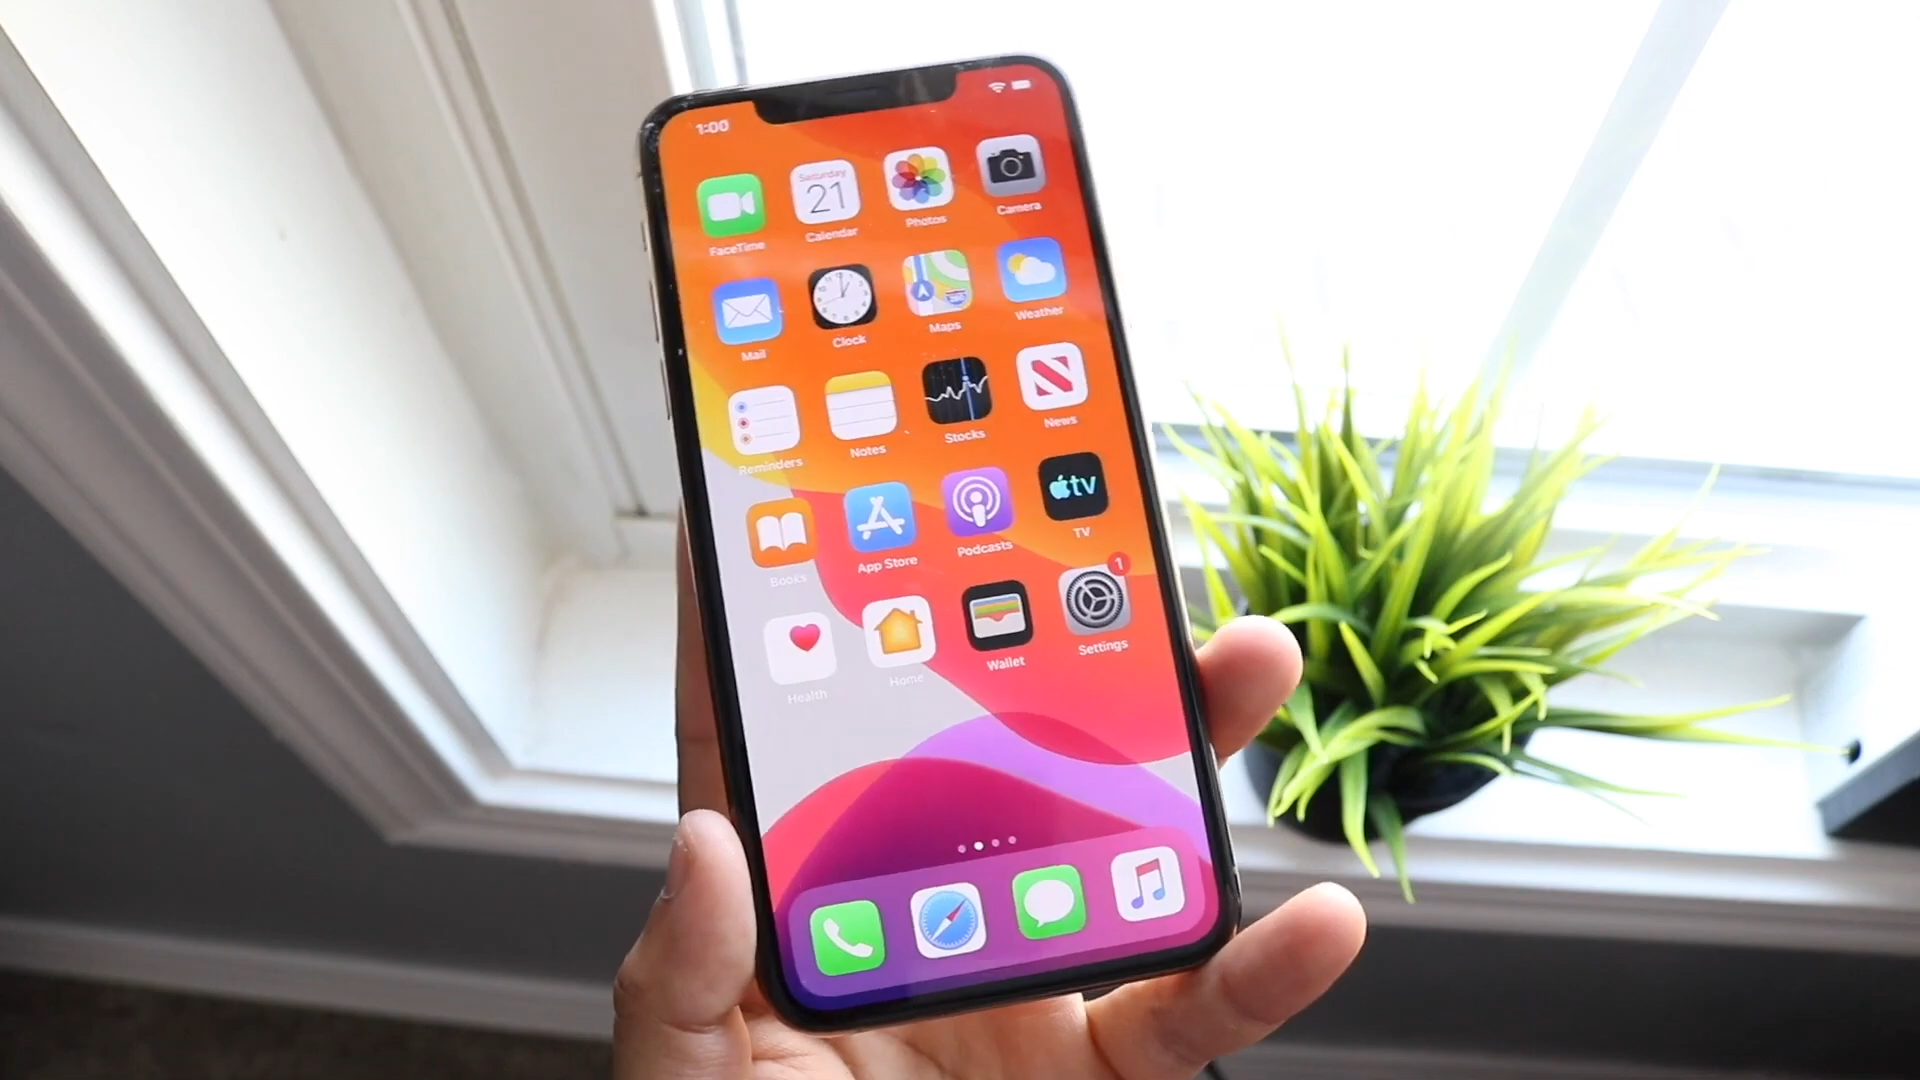 1:00
FaceTime
Saturday
21
Calendar
Photos
Camera
Mail
Clock
Maps
Weather
Reminders
Notes
Stocks
News
Books
App Store
Podcasts
tv
TV
1
Health
Home
Wallet
Settings